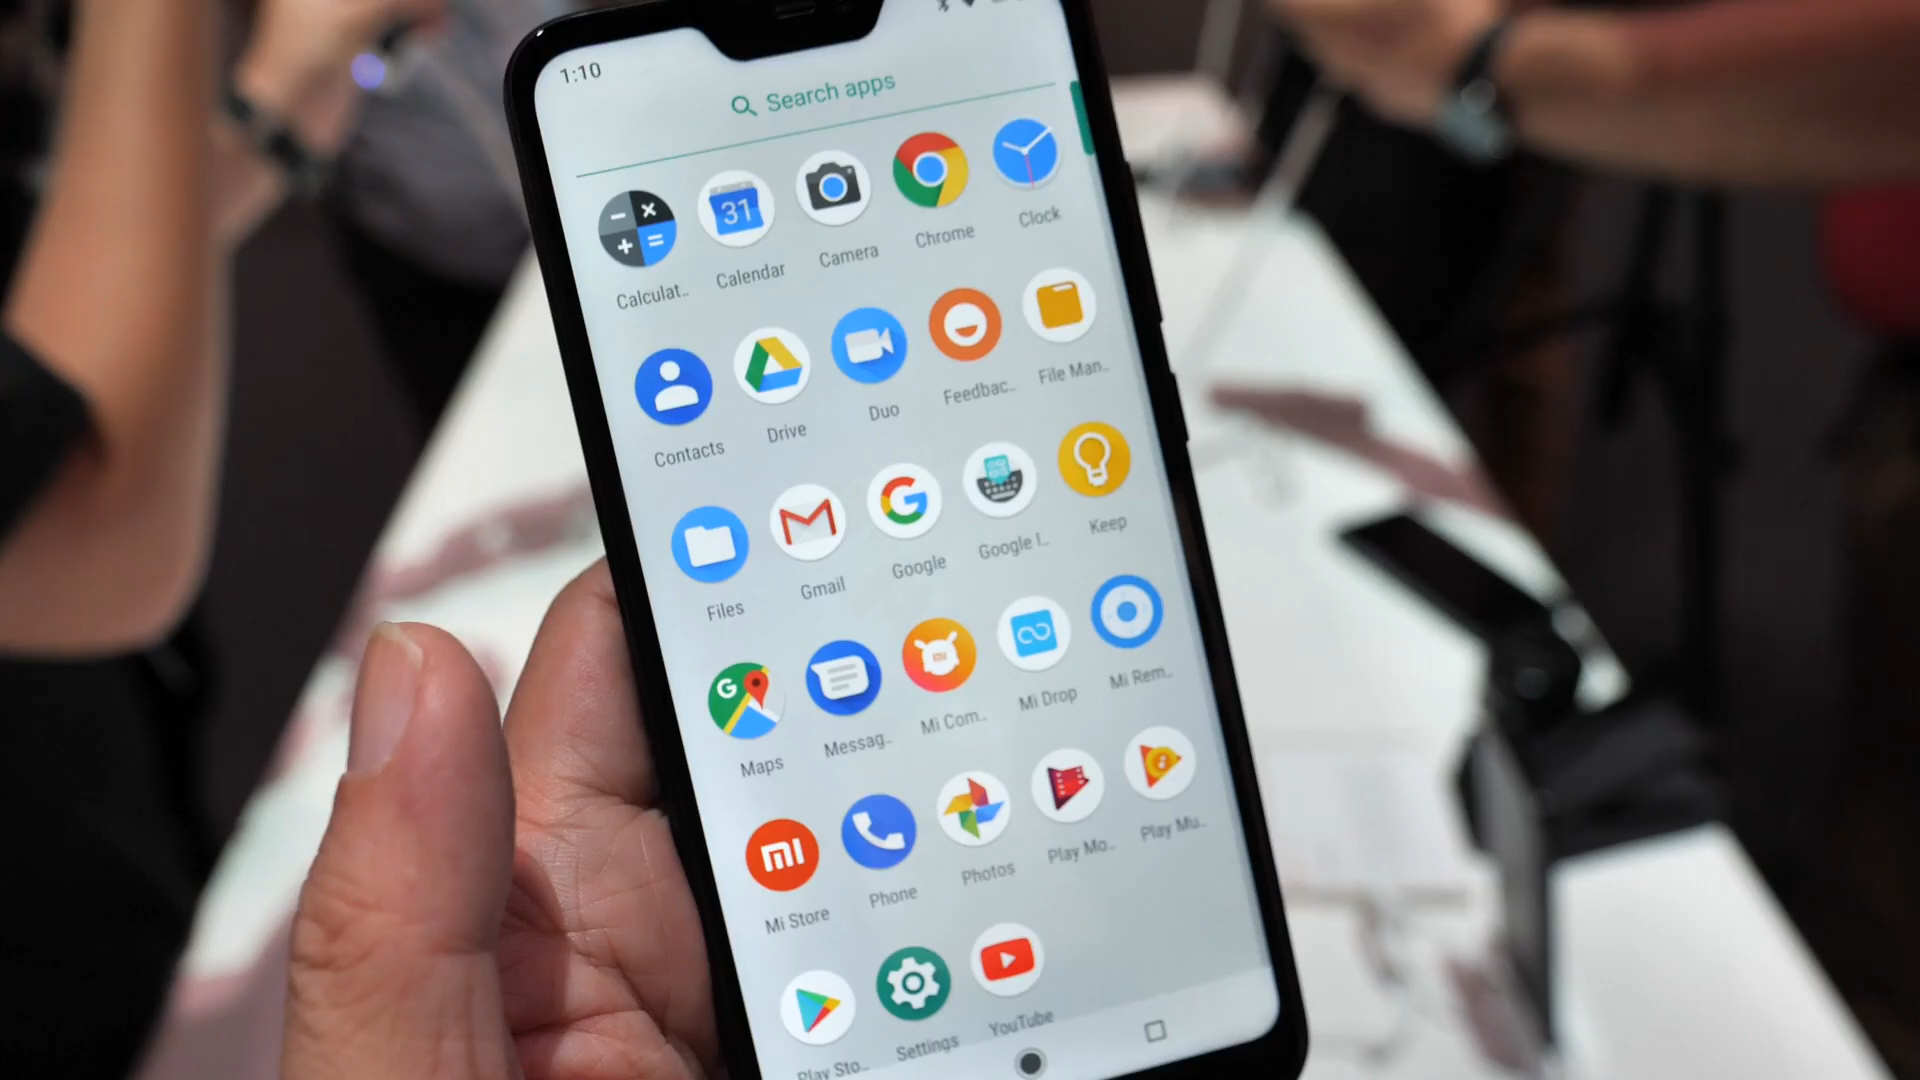 1:10
Search apps
31
Calculat..
Calendar
Camera
Chrome
Clock
Contacts
Drive
Duo
Feedbac..
File Man..
Files
Gmail
Google
Google I..
Keep
G
Maps
Messag..
mi
Mi Com..
Mi Drop
Mi Rem..
mi
Mi Store
Phone
Photos
Play Mo..
Play Mu..
Play Sto..
Settings
YouTube